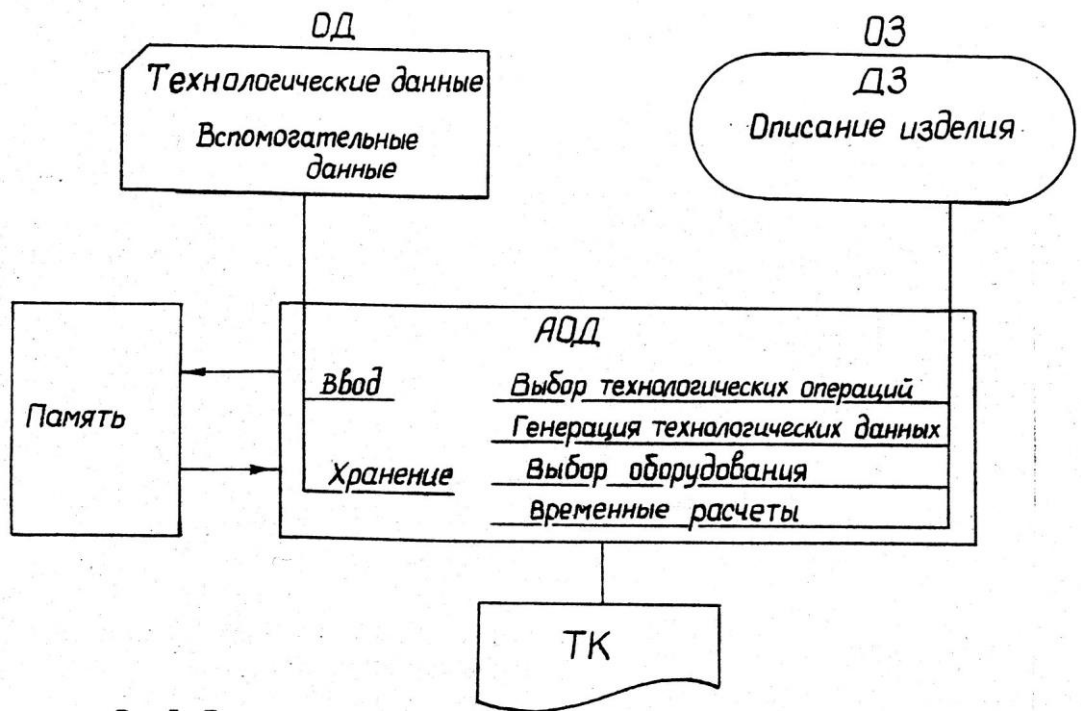 ОД
Технологические данные
Вспомогательные
данные
ОЗ
ДЗ
Описание изделия
Память
АОД
Ввод
Хранение
Выбор технологических операций
Генерация технологических данных
Выбор оборудования
Временные расчеты
ТК